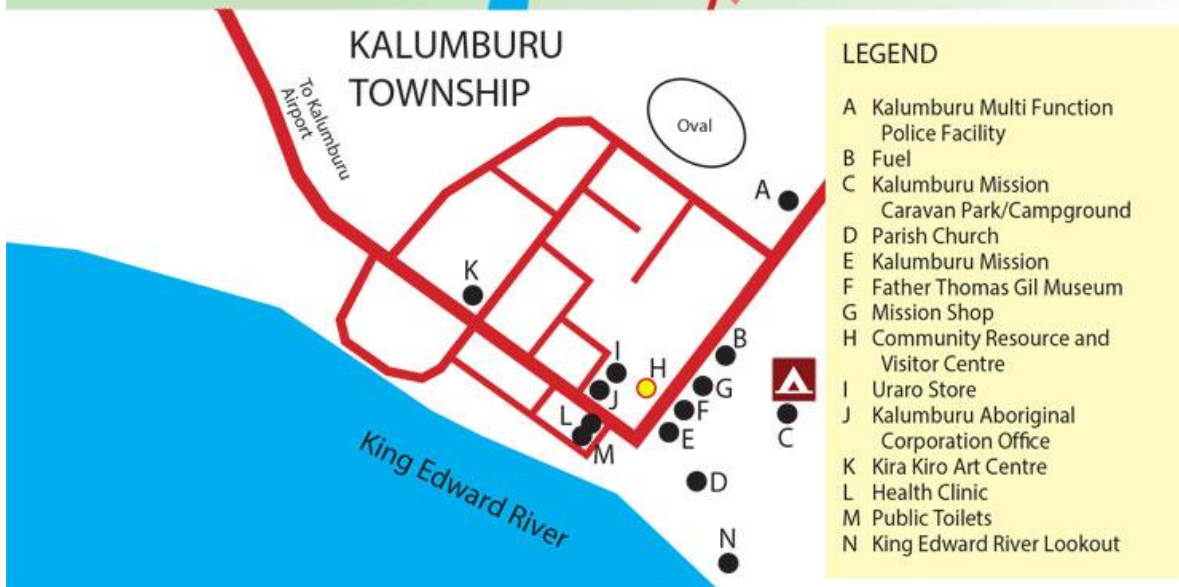 KALUMBURU
TOWNSHIP
To Kalumburu
Airport
Oval
A
K
B
I
H
G
J
F
L
E
C
M
D
N
King Edward River
LEGEND
A Kalumburu Multi Function
Police Facility
B Fuel
C Kalumburu Mission
Caravan Park/Campground
D Parish Church
E Kalumburu Mission
F Father Thomas Gil Museum
G Mission Shop
H Community Resource and
Visitor Centre
I Uraro Store
J Kalumburu Aboriginal
Corporation Office
K Kira Kiro Art Centre
L Health Clinic
M Public Toilets
N King Edward River Lookout